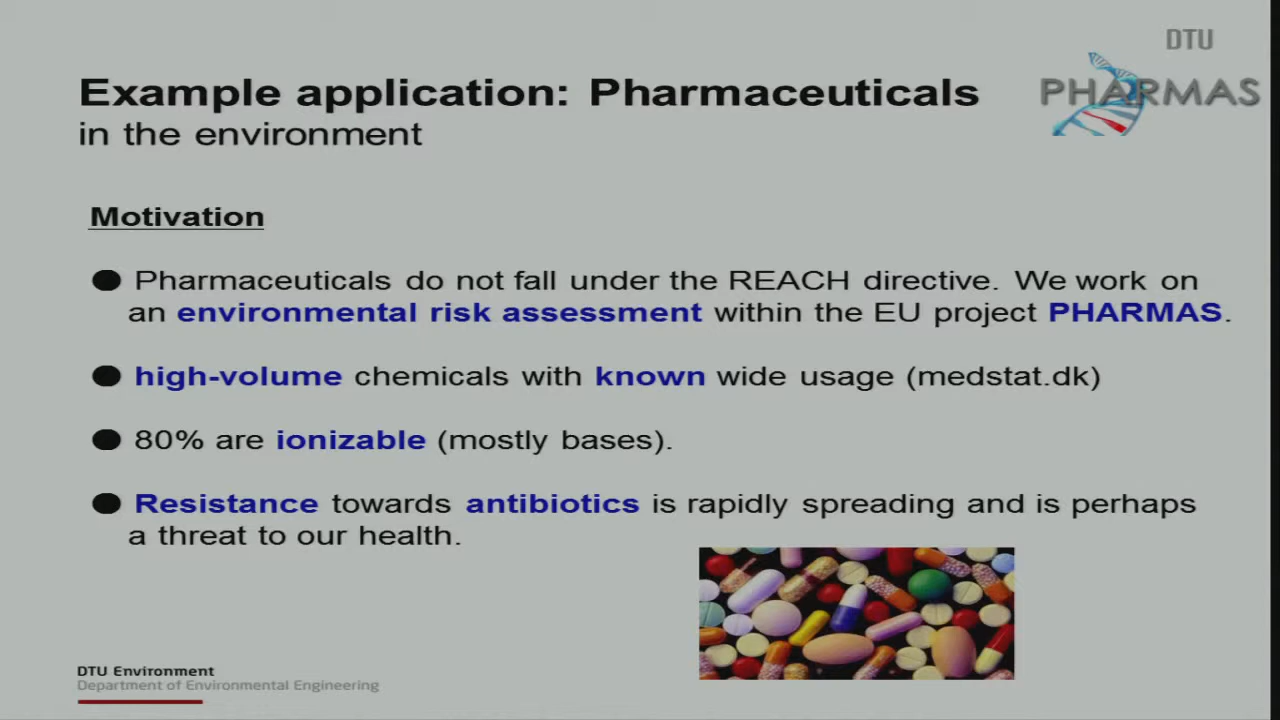 DTU
PHARMAS
Example application: Pharmaceuticals
in the environment
Motivation
● Pharmaceuticals do not fall under the REACH directive. We work on
an environmental risk assessment within the EU project PHARMAS.
● high-volume chemicals with known wide usage (medstat.dk)
● 80% are ionizable (mostly bases).
● Resistance towards antibiotics is rapidly spreading and is perhaps
a threat to our health.
DTU Environment
Department of Environmental Engineering